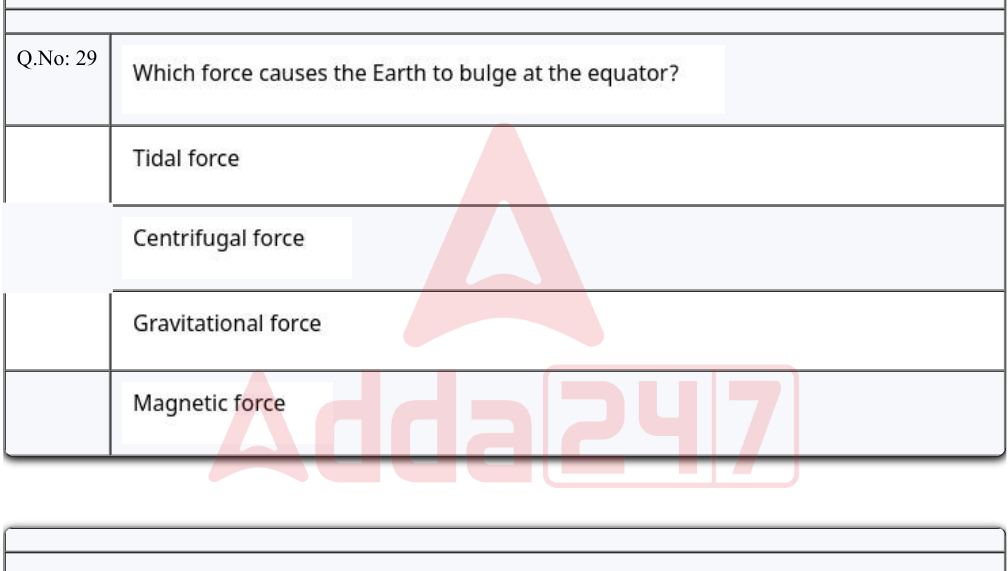 Q.No: 29
Which force causes the Earth to bulge at the equator?
Tidal force
Centrifugal force
Gravitational force
Magnetic force
Adda247